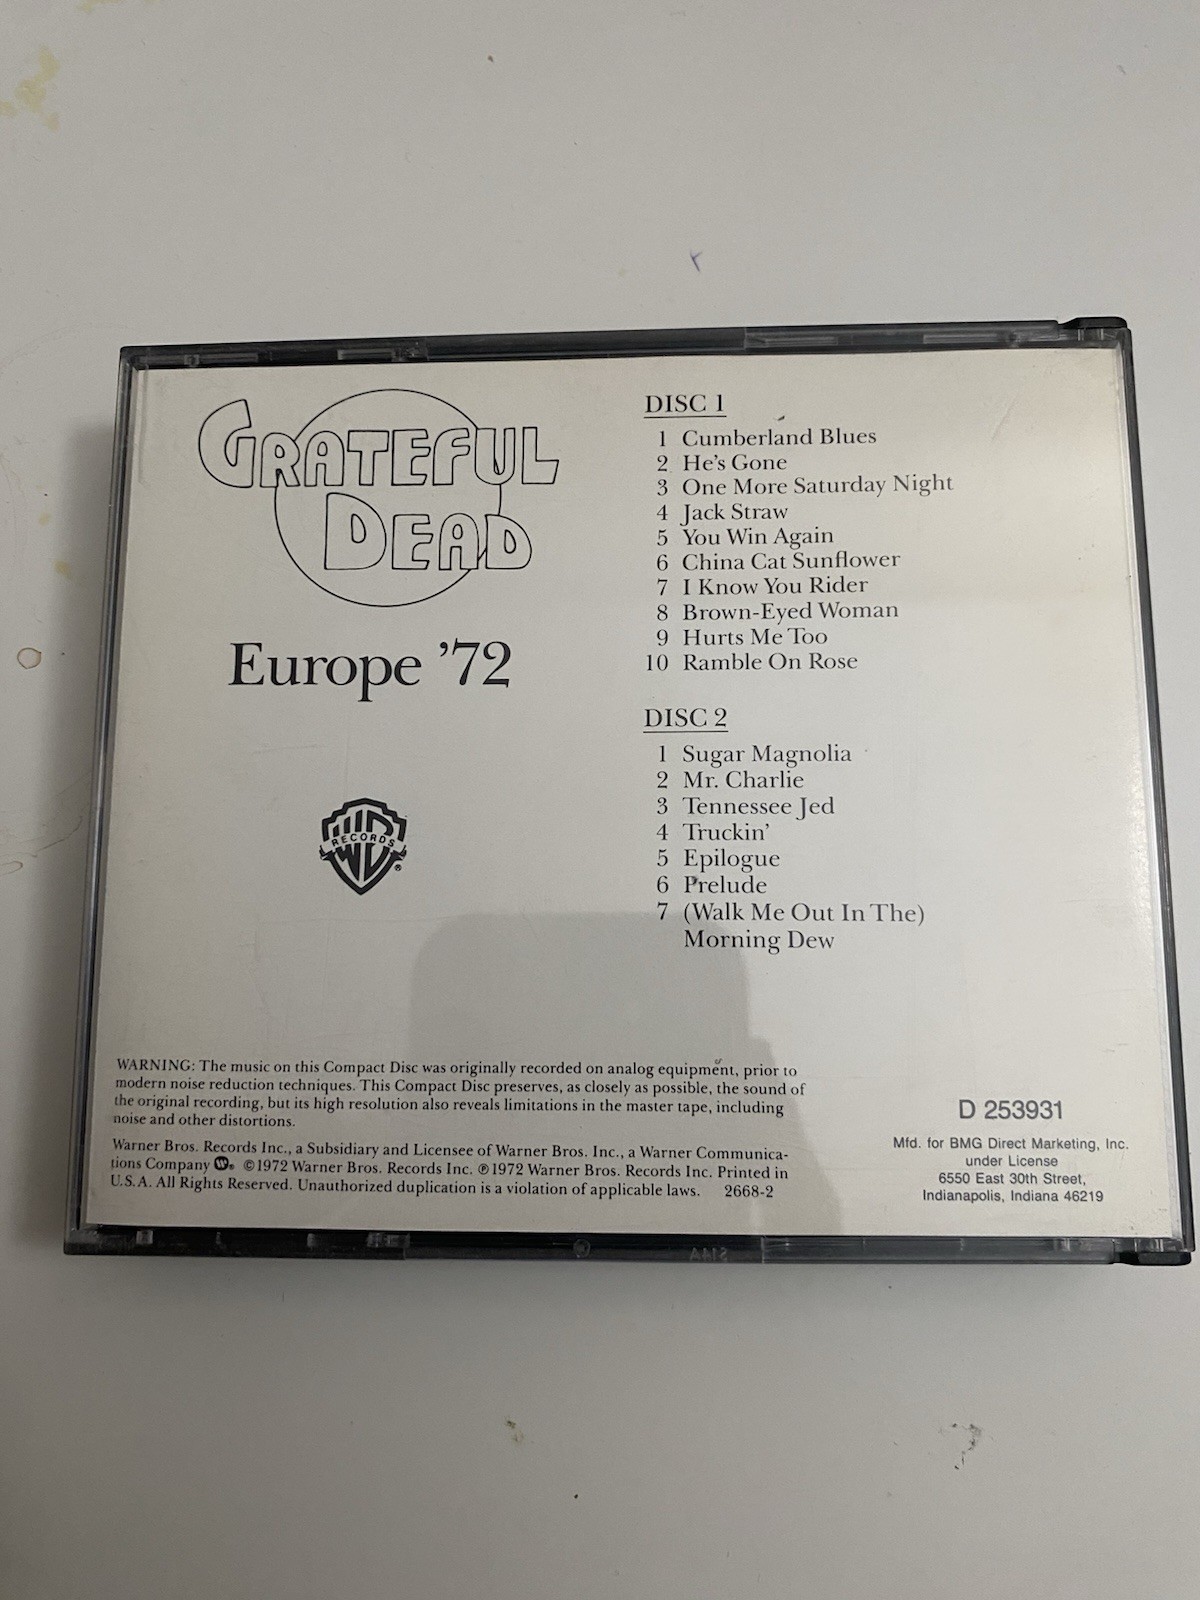 GRATEFUL
DEAD
Europe '72
WB
RECORDS
®
DISC 1
1 Cumberland Blues
2 He's Gone
3 One More Saturday Night
4 Jack Straw
5 You Win Again
6 China Cat Sunflower
7 I Know You Rider
8 Brown-Eyed Woman
9 Hurts Me Too
10 Ramble On Rose
DISC 2
1 Sugar Magnolia
2 Mr. Charlie
3 Tennessee Jed
4 Truckin'
5 Epilogue
6 Prelude
7 (Walk Me Out In The)
Morning Dew
WARNING: The music on this Compact Disc was originally recorded on analog equipment, prior to
modern noise reduction techniques. This Compact Disc preserves, as closely as possible, the sound of
the original recording, but its high resolution also reveals limitations in the master tape, including
noise and other distortions.
Warner Bros. Records Inc., a Subsidiary and Licensee of Warner Bros. Inc., a Warner Communica-
tions Company ®. ©1972 Warner Bros. Records Inc. ℗1972 Warner Bros. Records Inc. Printed in
U.S.A. All Rights Reserved. Unauthorized duplication is a violation of applicable laws. 2668-2
D 253931
Mfd. for BMG Direct Marketing, Inc.
under License
6550 East 30th Street,
Indianapolis, Indiana 46219